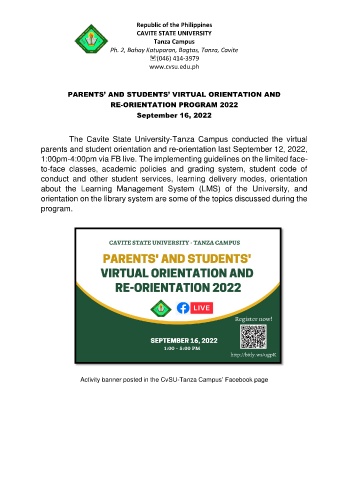 Republic of the Philippines
CAVITE STATE UNIVERSITY
Tanza Campus
Ph. 2, Bahay Katuparan, Bagtas, Tanza, Cavite
(046) 414-3979
www.cvsu.edu.ph
PARENTS' AND STUDENTS' VIRTUAL ORIENTATION AND
RE-ORIENTATION PROGRAM 2022
September 16, 2022
The Cavite State University-Tanza Campus conducted the virtual
parents and student orientation and re-orientation last September 12, 2022,
1:00pm-4:00pm via FB live. The implementing guidelines on the limited face-
to-face classes, academic policies and grading system, student code of
conduct and other student services, learning delivery modes, orientation
about the Learning Management System (LMS) of the University, and
orientation on the library system are some of the topics discussed during the
program.
CAVITE STATE UNIVERSITY - TANZA CAMPUS
PARENTS' AND STUDENTS'
VIRTUAL ORIENTATION AND
RE-ORIENTATION 2022
LIVE
Register now!
SEPTEMBER 16, 2022
1:00 - 5:00 PM
Activity banner posted in the CvSU-Tanza Campus' Facebook page